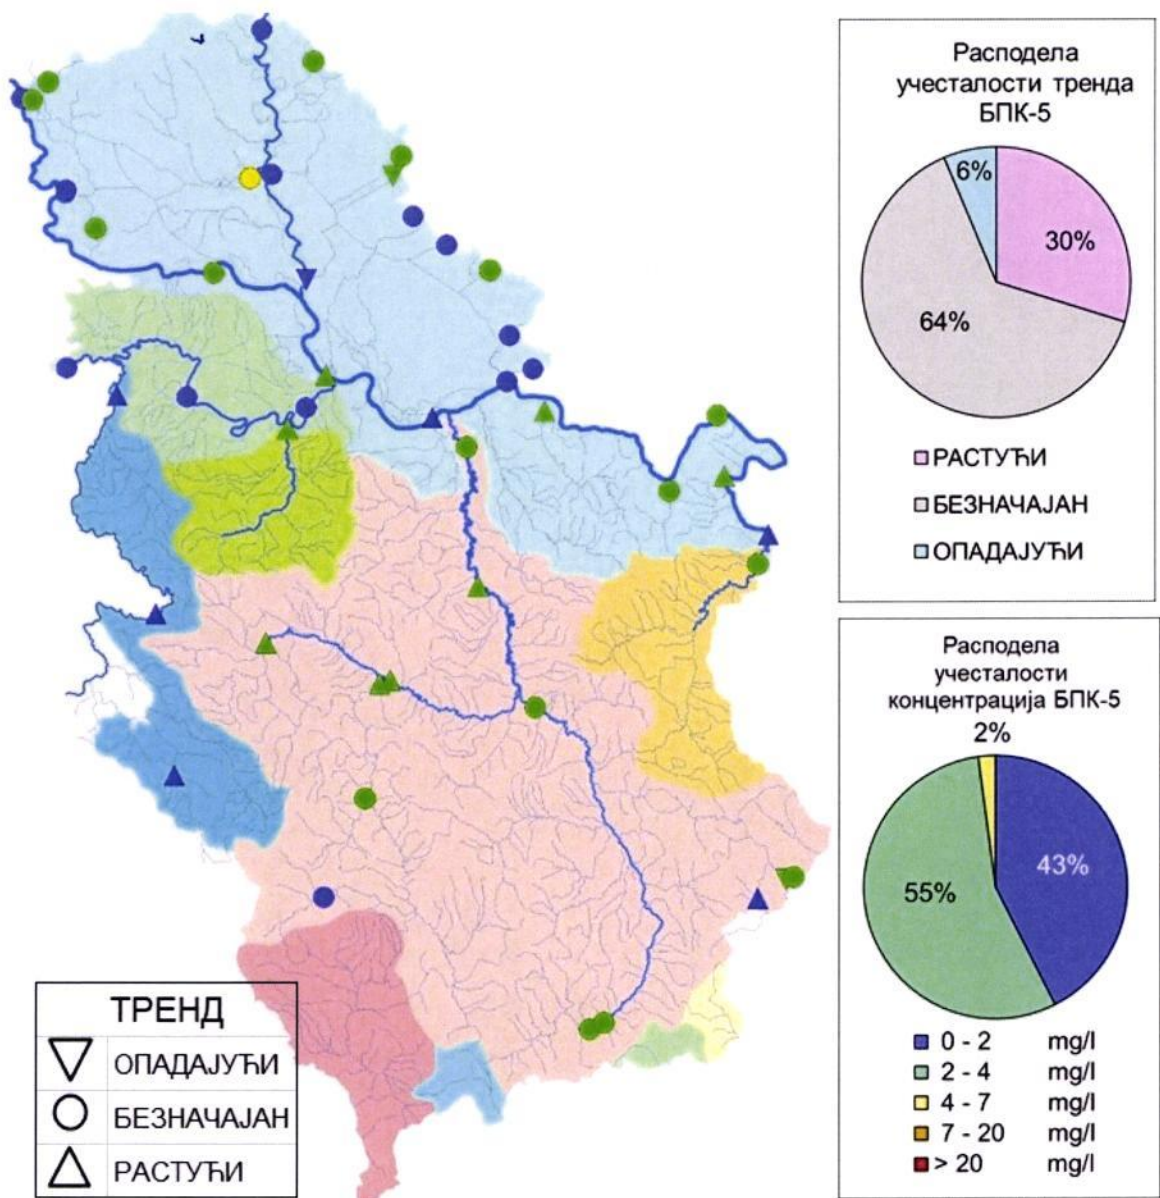 Расподела
учесталости тренда
БПК-5
6%
30%
64%
РАСТУЋИ
БЕЗНАЧАЈАН
ОПАДАЈУЋИ
Расподела
учесталости
концентрација БПК-5
2%
43%
55%
0 - 2 mg/l
2 - 4 mg/l
4 - 7 mg/l
7 - 20 mg/l
> 20 mg/l
ТРЕНД
ОПАДАЈУЋИ
БЕЗНАЧАЈАН
РАСТУЋИ